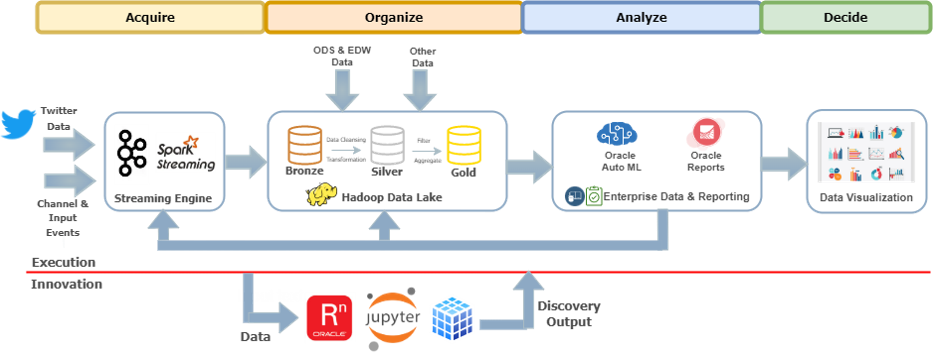 Acquire
Organize
Analyze
Decide
ODS & EDW
Data
Other
Data
Twitter
Data
Channel &
Input
Events
Spark
Streaming
Streaming Engine
Data Cleansing
Transformation
Filter
Aggregate
Bronze
Silver
Gold
Hadoop Data Lake
Oracle
Auto ML
Oracle
Reports
Enterprise Data & Reporting
Data Visualization
Execution
Innovation
Data
Rn
ORACLE
jupyter
Discovery
Output